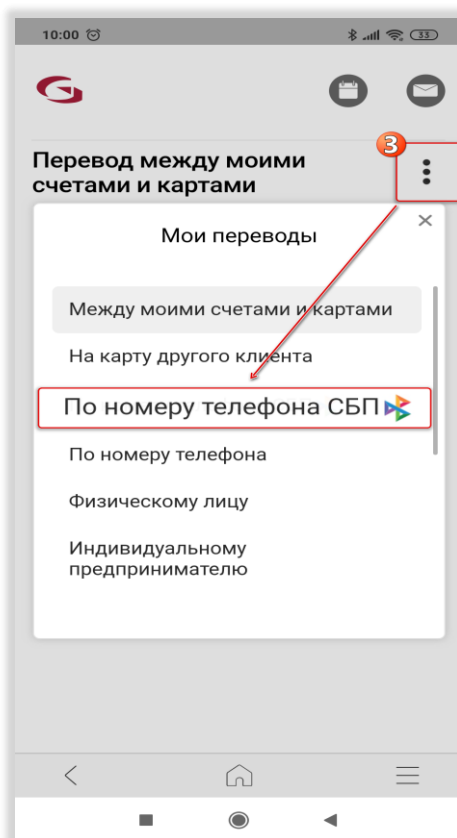 10:00
33
3
Перевод между моими
счетами и картами
Мои переводы
Между моими счетами и картами
На карту другого клиента
По номеру телефона СБП
По номеру телефона
Физическому лицу
Индивидуальному
предпринимателю